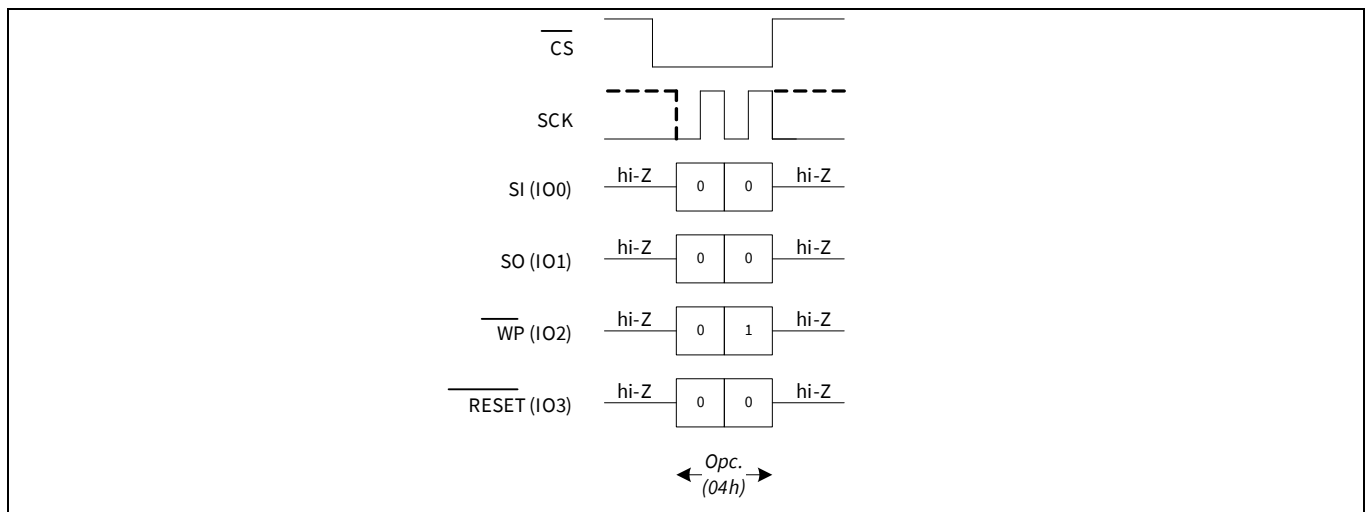 CS
SCK
SI (IO0) hi-Z 0 0 hi-Z
SO (IO1) hi-Z 0 0 hi-Z
WP (IO2) hi-Z 0 1 hi-Z
RESET (IO3) hi-Z 0 0 hi-Z
Opc.
(04h)